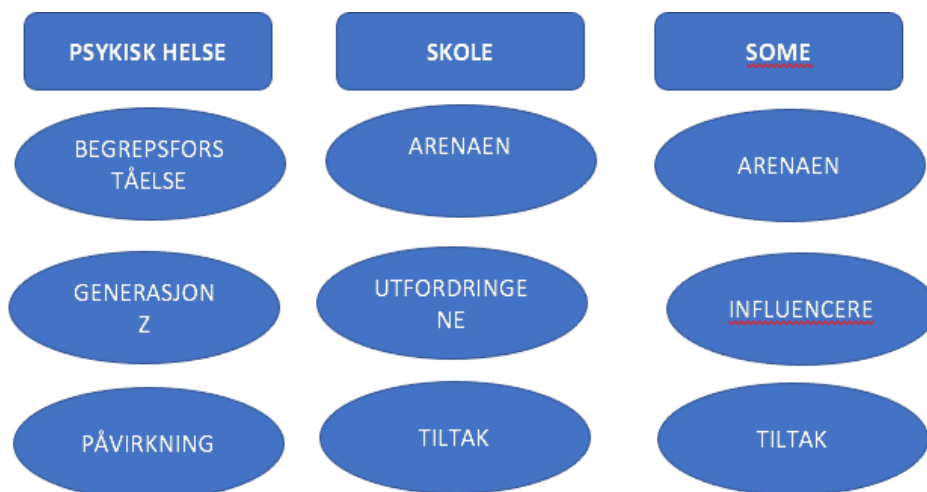 PSYKISK HELSE
SKOLE
SOME
BEGREPSFORS
TÅELSE
ARENAEN
ARENAEN
GENERASJON
Z
UTFORDRINGE
NE
INFLUENCERE
PÅVIRKNING
TILTAK
TILTAK